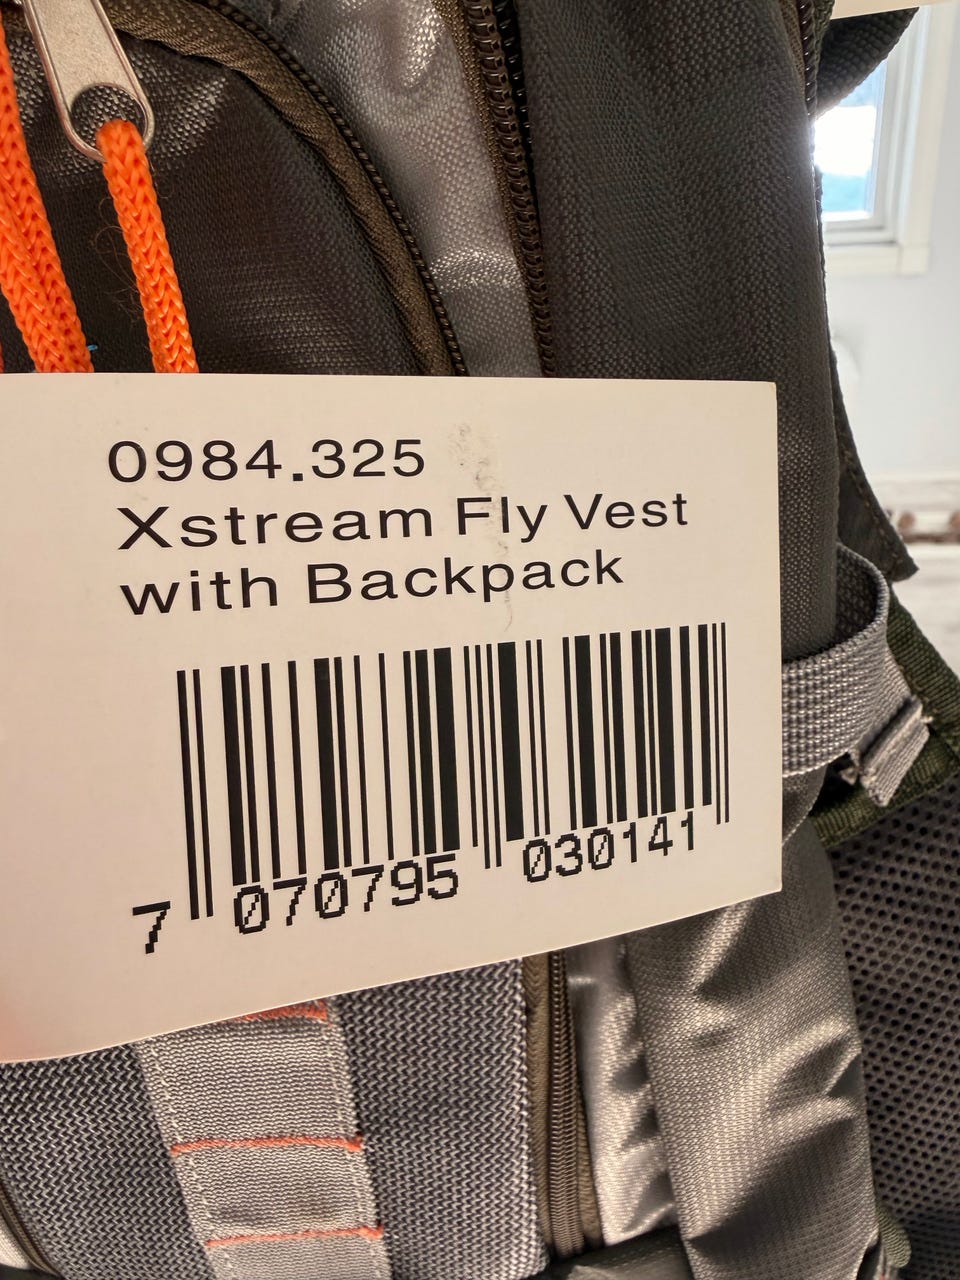 0984.325
Xstream Fly Vest
with Backpack
7 070795 030141